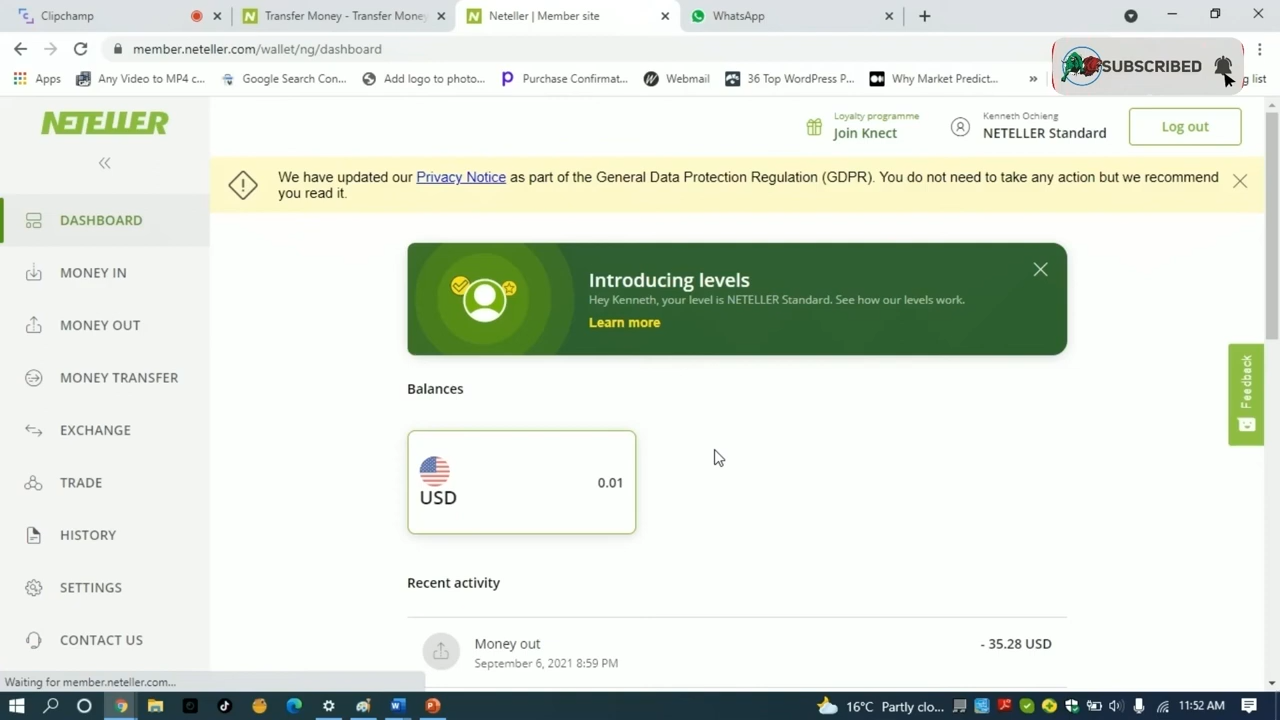 Clipchamp
Transfer Money - Transfer Money
Neteller | Member site
WhatsApp
member.neteller.com/wallet/ng/dashboard
Apps
Any Video to MP4 c...
Google Search Con...
Add logo to photo...
Purchase Confirmat...
Webmail
36 Top WordPress P...
Why Market Predict...
»
SUBSCRIBED
g list
NETELLER
Loyalty programme
Join Knect
Kenneth Ochieng
NETELLER Standard
Log out
We have updated our Privacy Notice as part of the General Data Protection Regulation (GDPR). You do not need to take any action but we recommend
you read it.
DASHBOARD
MONEY IN
MONEY OUT
MONEY TRANSFER
EXCHANGE
TRADE
HISTORY
SETTINGS
CONTACT US
Introducing levels
Hey Kenneth, your level is NETELLER Standard. See how our levels work.
Learn more
Feedback
Balances
USD
0.01
Recent activity
Money out
- 35.28 USD
September 6, 2021 8:59 PM
Waiting for member.neteller.com...
16°C Partly clo...
11:52 AM